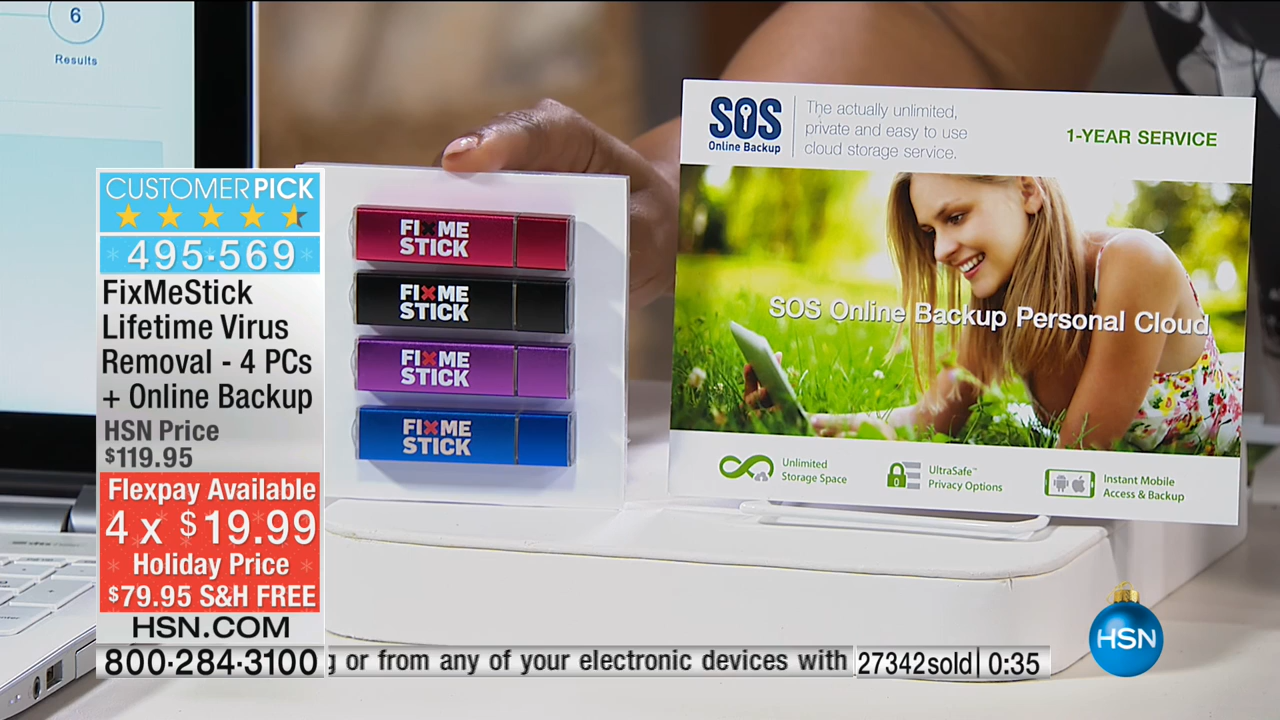 6
Results
CUSTOMER PICK
495·569
FixMeStick
Lifetime Virus
Removal - 4 PCs
+ Online Backup
HSN Price
$119.95
Flexpay Available
4 x $19.99
Holiday Price
$79.95 S&H FREE
HSN.COM
800·284·3100
FIXME
STICK
FIXME
STICK
FIXME
STICK
FIXME
STICK
SOS
Online Backup
The actually unlimited,
private and easy to use
cloud storage service.
1-YEAR SERVICE
SOS Online Backup Personal Cloud
Unlimited
Storage Space
UltraSafe™
Privacy Options
Instant Mobile
Access & Backup
HSN
or from any of your electronic devices with
27342sold 0:35